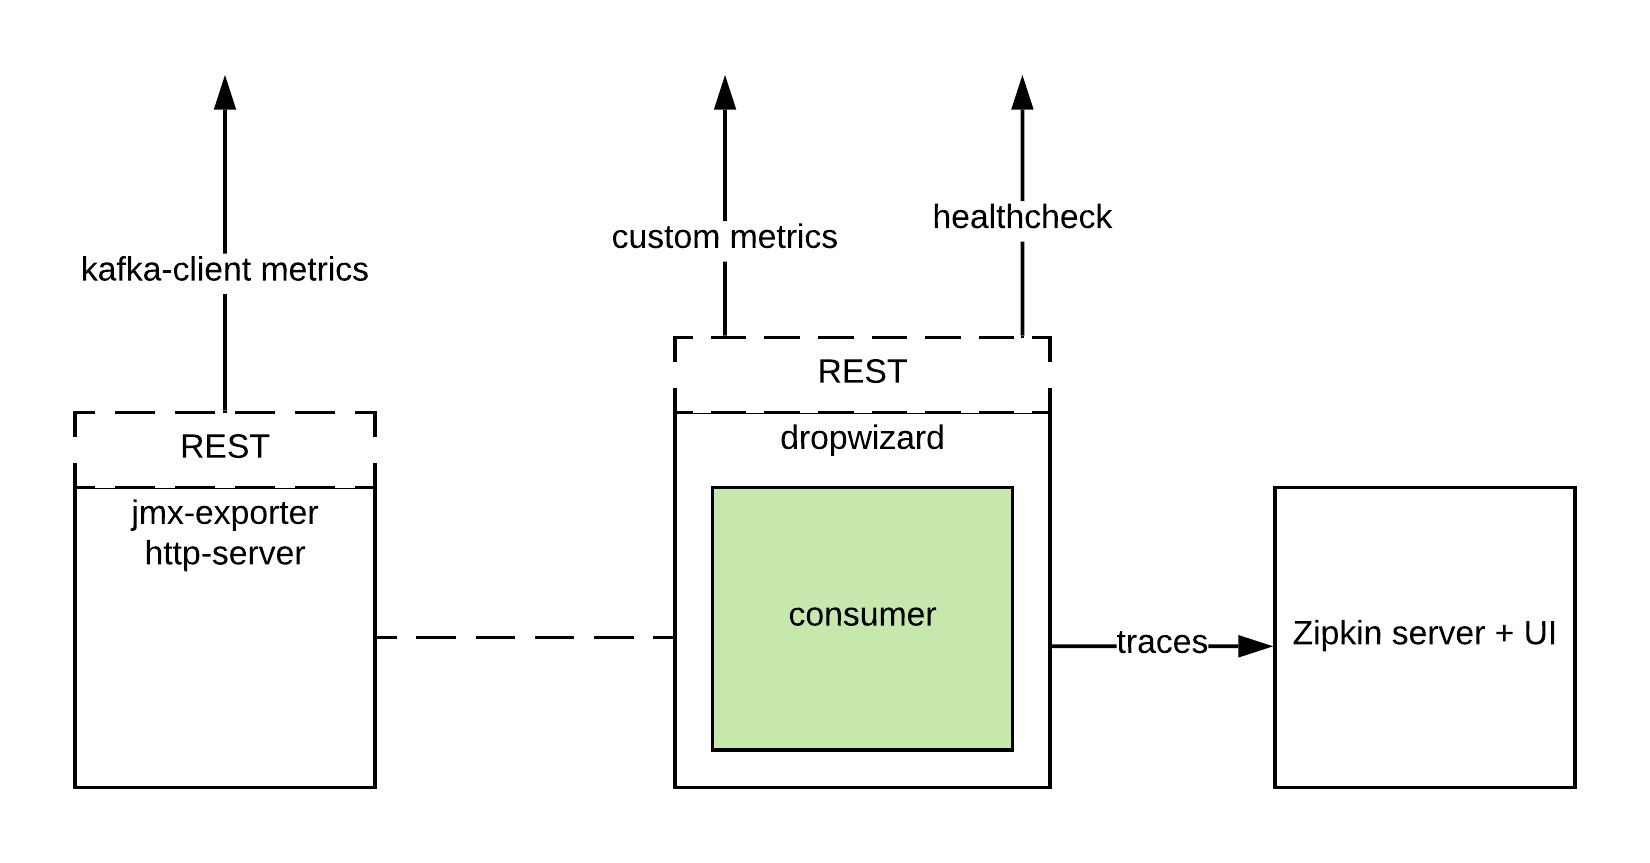 healthcheck
custom metrics
kafka-client metrics
REST
dropwizard
REST
jmx-exporter
http-server
consumer
traces
Zipkin server + UI